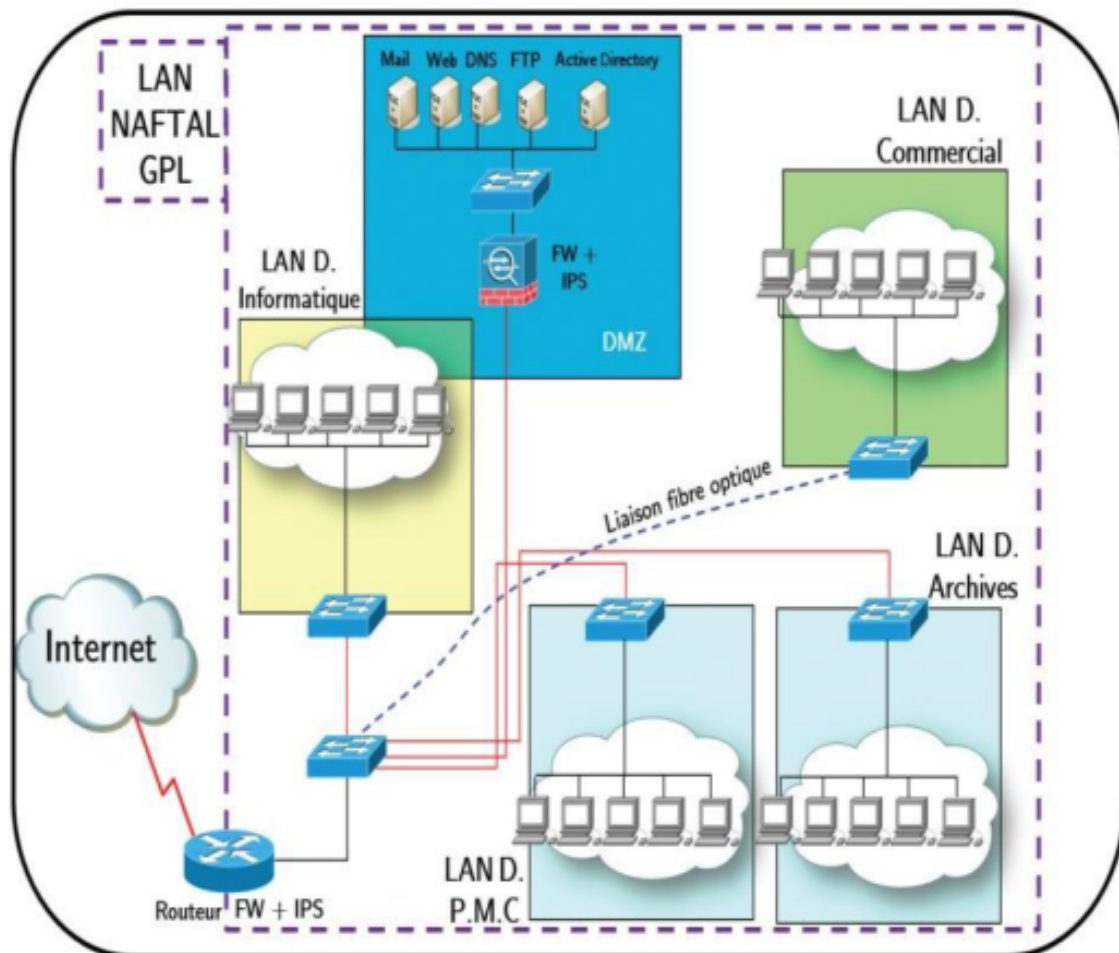 LAN
NAFTAL
GPL
Mail Web DNS FTP Active Directory
FW +
IPS
DMZ
LAN D.
Commercial
LAN D.
Informatique
Liaison fibre optique
LAN D.
Archives
Internet
LAN D.
P.M.C
Routeur FW + IPS